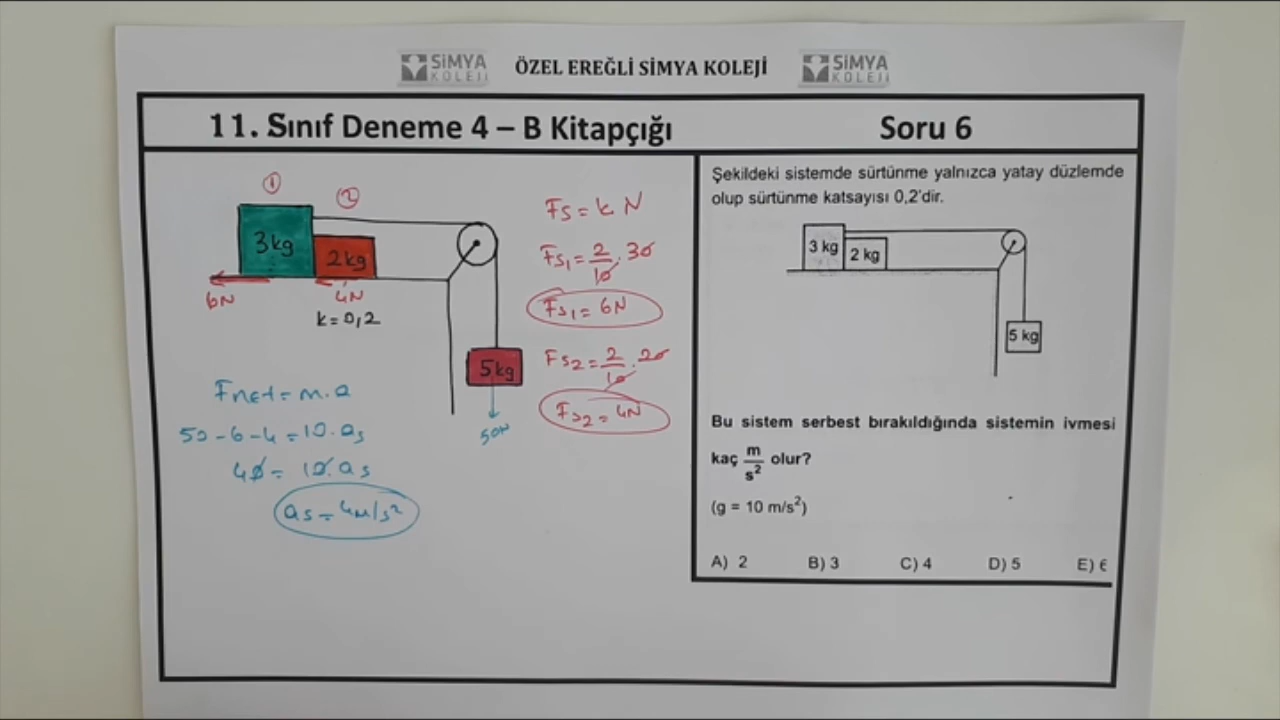 SİMYA
KOLEJİ
ÖZEL EREĞLİ SİMYA KOLEJİ
SİMYA
KOLEJİ
11. Sınıf Deneme 4 – B Kitapçığı
Soru 6
1
2
3kg
2kg
6N
4N
k=0,2
5kg
50N
Fnet=m.a
50-6-4=10.as
40=10.as
as=4m/s²
Fs=k N
Fs1=2/10.30
Fs1=6N
Fs2=2/10.20
Fs2=4N
Şekildeki sistemde sürtünme yalnızca yatay düzlemde
olup sürtünme katsayısı 0,2'dir.
3 kg
2 kg
5 kg
Bu sistem serbest bırakıldığında sistemin ivmesi
kaç m/s² olur?
(g = 10 m/s²)
A) 2 B) 3 C) 4 D) 5 E) 6